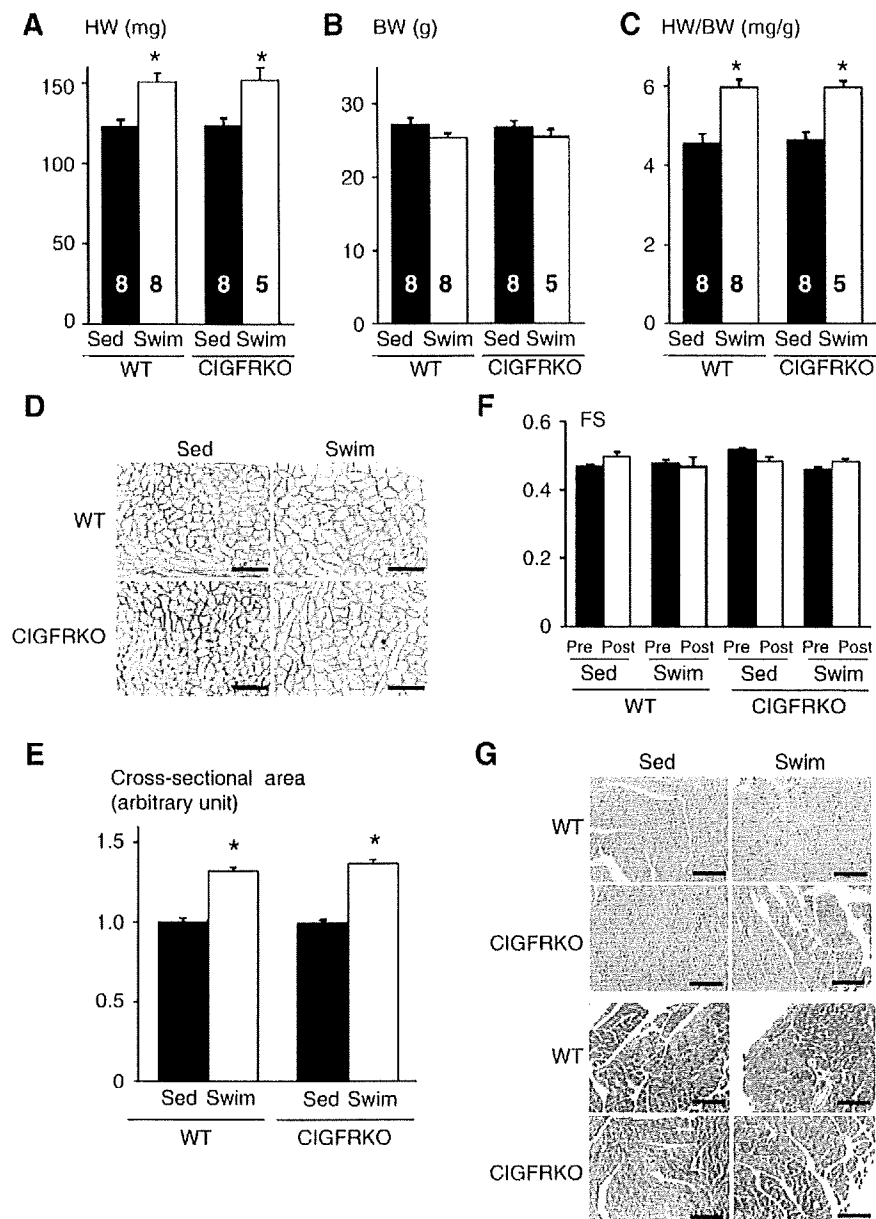 A HW (mg)
* *
150
100
50
0
8 8 8 5
Sed Swim Sed Swim
WT CIGFRKO
B BW (g)
30
20
10
0
8 8 8 5
Sed Swim Sed Swim
WT CIGFRKO
C HW/BW (mg/g)
* *
6
4
2
0
8 8 8 5
Sed Swim Sed Swim
WT CIGFRKO
D
Sed Swim
WT
CIGFRKO
F
FS
0.6
0.4
0.2
0
Pre Post Pre Post Pre Post Pre Post
Sed Swim Sed Swim
WT CIGFRKO
E
Cross-sectional area
(arbitrary unit)
* *
1.5
1.0
0.5
0
Sed Swim Sed Swim
WT CIGFRKO
G
Sed Swim
WT
CIGFRKO
WT
CIGFRKO